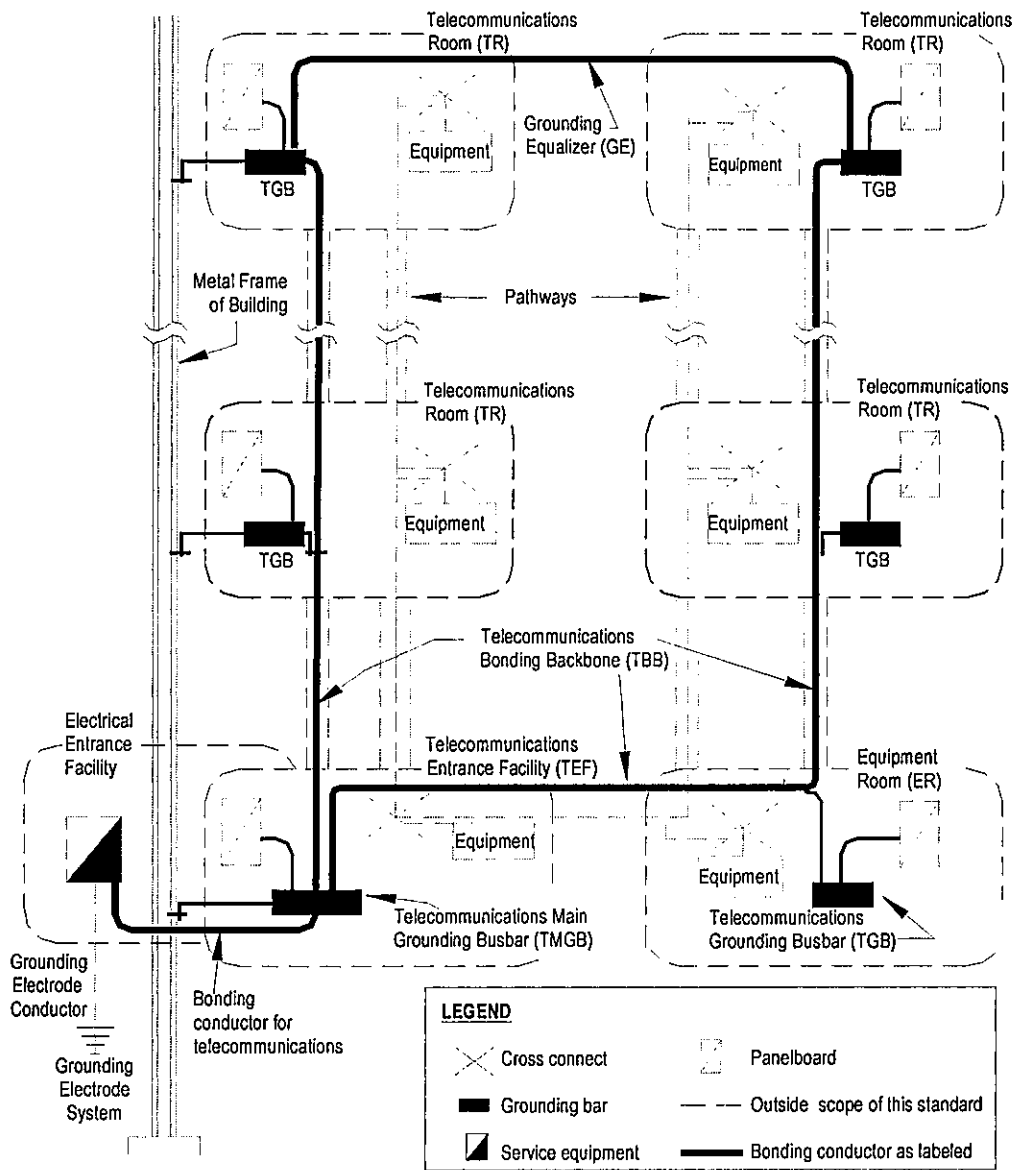 Telecommunications
Room (TR)
Telecommunications
Room (TR)
Grounding
Equalizer (GE)
Equipment
Equipment
TGB
TGB
Metal Frame
of Building
Pathways
Telecommunications
Room (TR)
Telecommunications
Room (TR)
Equipment
Equipment
TGB
TGB
Telecommunications
Bonding Backbone (TBB)
Electrical
Entrance
Facility
Telecommunications
Entrance Facility (TEF)
Equipment
Room (ER)
Equipment
Equipment
Telecommunications Main
Grounding Busbar (TMGB)
Telecommunications
Grounding Busbar (TGB)
Grounding
Electrode
Conductor
Bonding
conductor for
telecommunications
Grounding
Electrode
System
LEGEND
Cross connect
Panelboard
Grounding bar
Outside scope of this standard
Service equipment
Bonding conductor as labeled